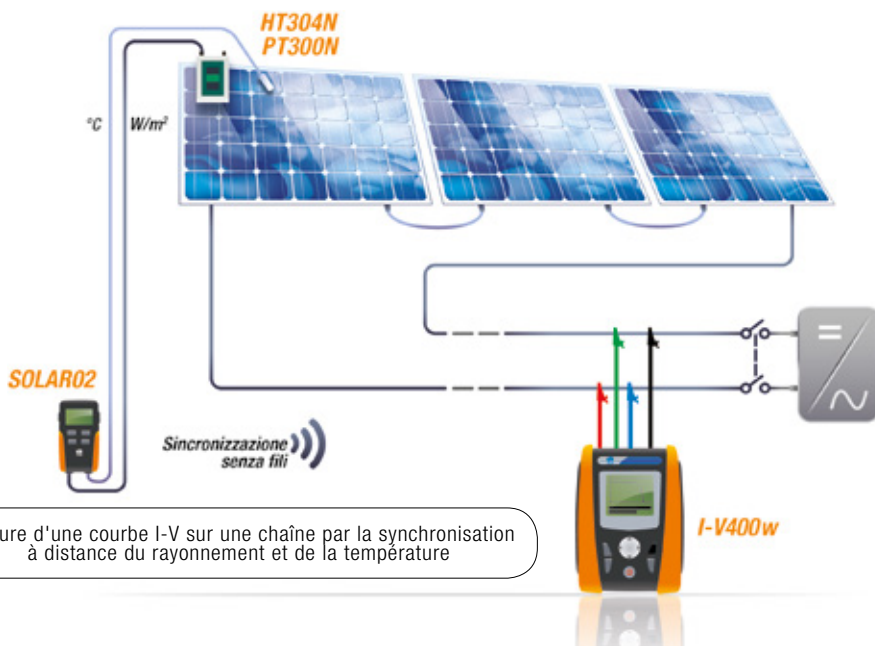 HT304N
PT300N
°C
W/m²
SOLAR02
Sincronizzazione
senza fili
I-V400w
ure d'une courbe I-V sur une chaîne par la synchronisation
à distance du rayonnement et de la température